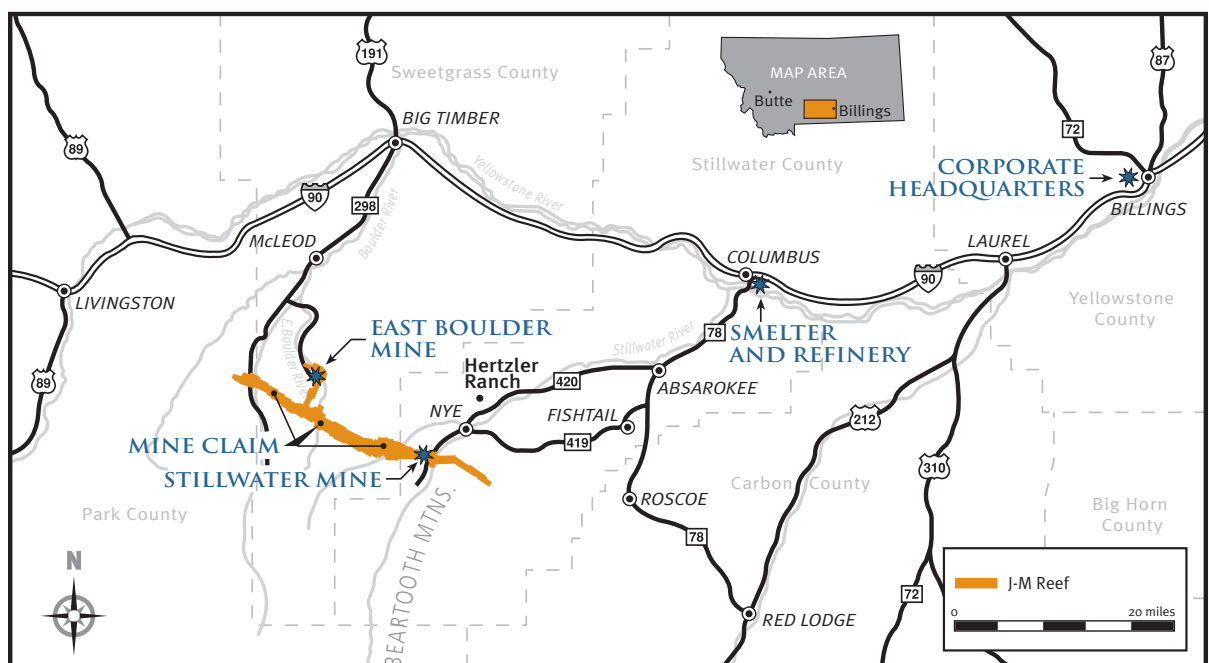 191
87
Sweetgrass County
MAP AREA
Butte
Billings
BIG TIMBER
72
89
Stillwater County
Yellowstone River
CORPORATE
HEADQUARTERS
90
298
Boulder River
BILLINGS
McLEOD
LAUREL
COLUMBUS
90
LIVINGSTON
Yellowstone
County
E.Boulder River
EAST BOULDER
MINE
78
SMELTER
AND REFINERY
Stillwater River
Hertzler
Ranch
420
89
ABSAROKEE
NYE
FISHTAIL
212
419
MINE CLAIM
310
STILLWATER MINE
Carbon County
ROSCOE
Park County
Big Horn
County
BEARTOOTH MTNS.
78
N
J-M Reef
72
0
20 miles
RED LODGE